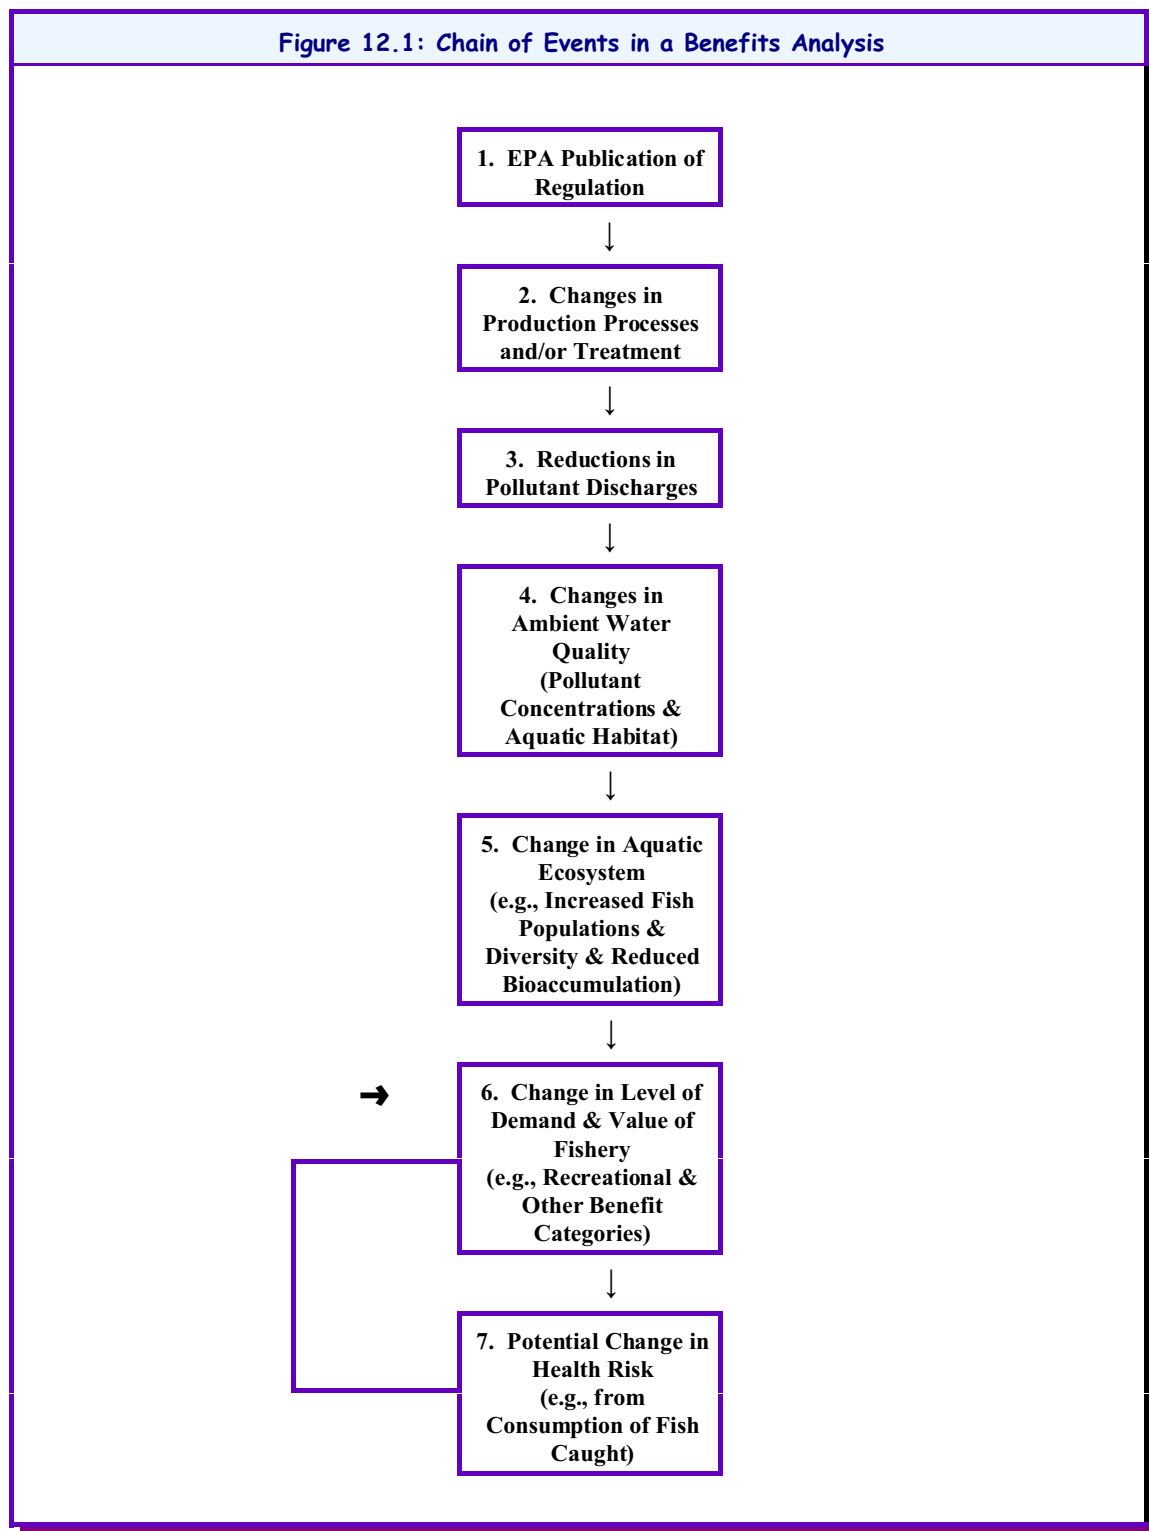 Figure 12.1: Chain of Events in a Benefits Analysis
1. EPA Publication of
Regulation
↓
2. Changes in
Production Processes
and/or Treatment
↓
3. Reductions in
Pollutant Discharges
↓
4. Changes in
Ambient Water
Quality
(Pollutant
Concentrations &
Aquatic Habitat)
↓
5. Change in Aquatic
Ecosystem
(e.g., Increased Fish
Populations &
Diversity & Reduced
Bioaccumulation)
↓
6. Change in Level of
Demand & Value of
Fishery
(e.g., Recreational &
Other Benefit
Categories)
↓
7. Potential Change in
Health Risk
(e.g., from
Consumption of Fish
Caught)